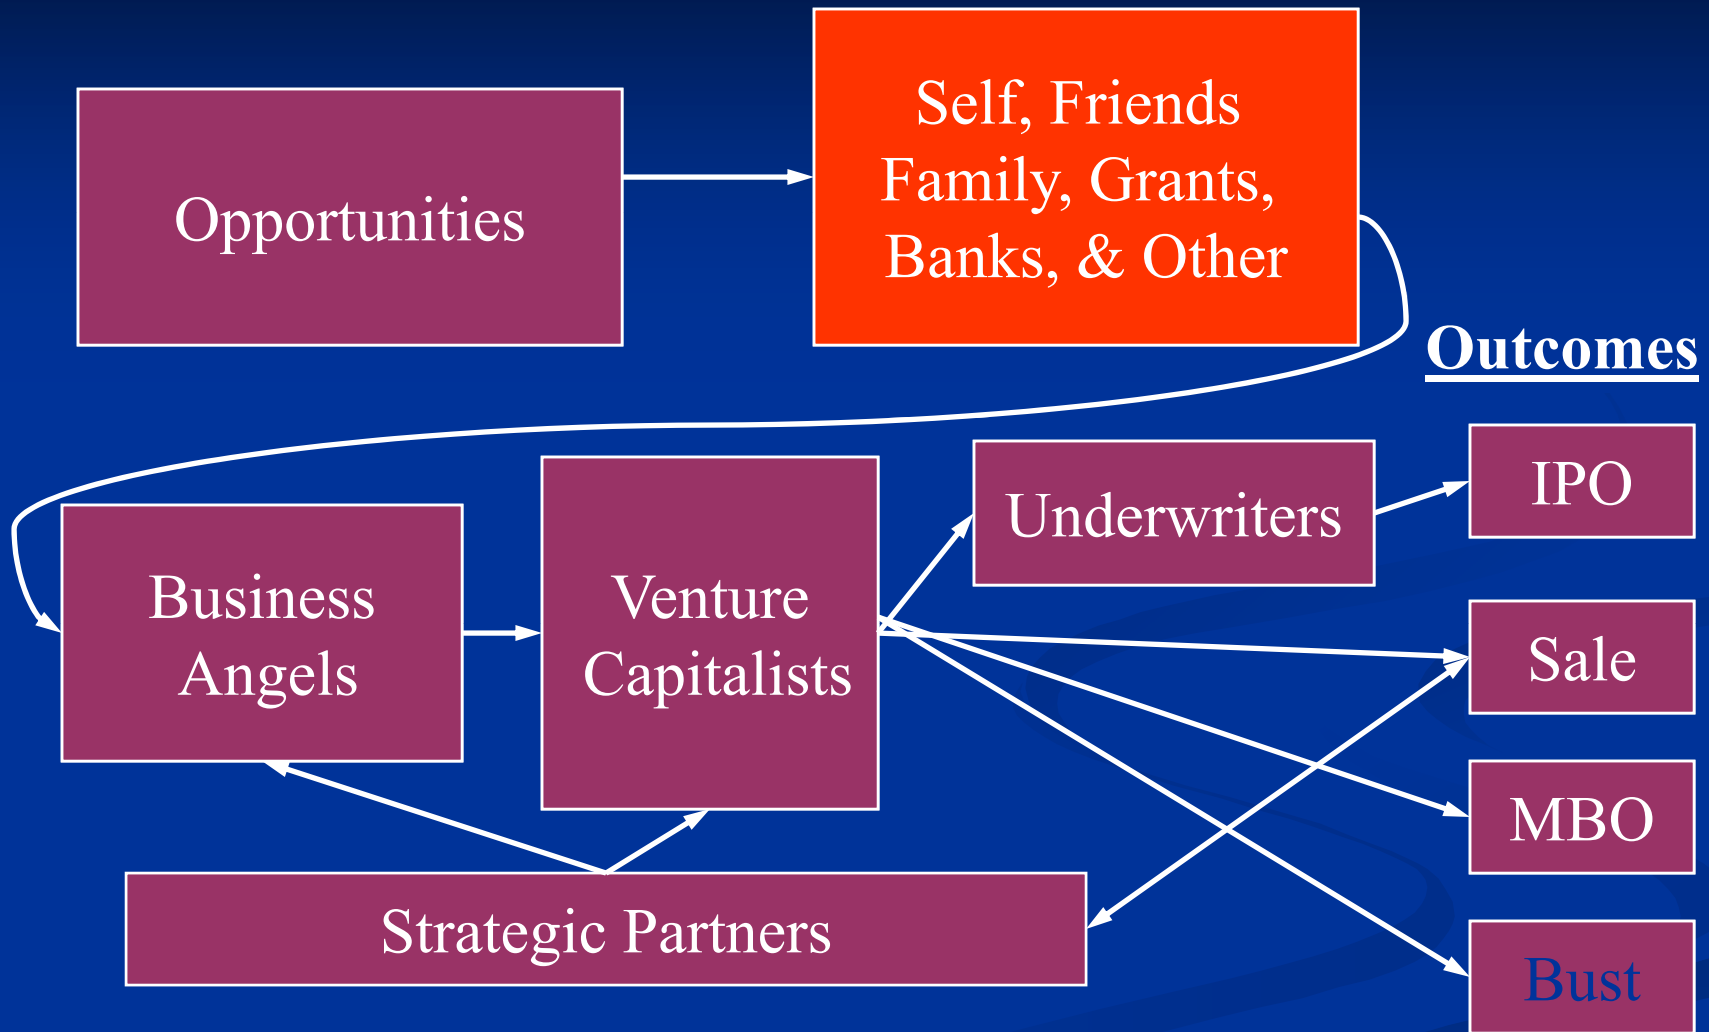 Opportunities
Self, Friends
Family, Grants,
Banks, & Other
Outcomes
Business
Angels
Venture
Capitalists
Underwriters
IPO
Sale
MBO
Strategic Partners
Bust